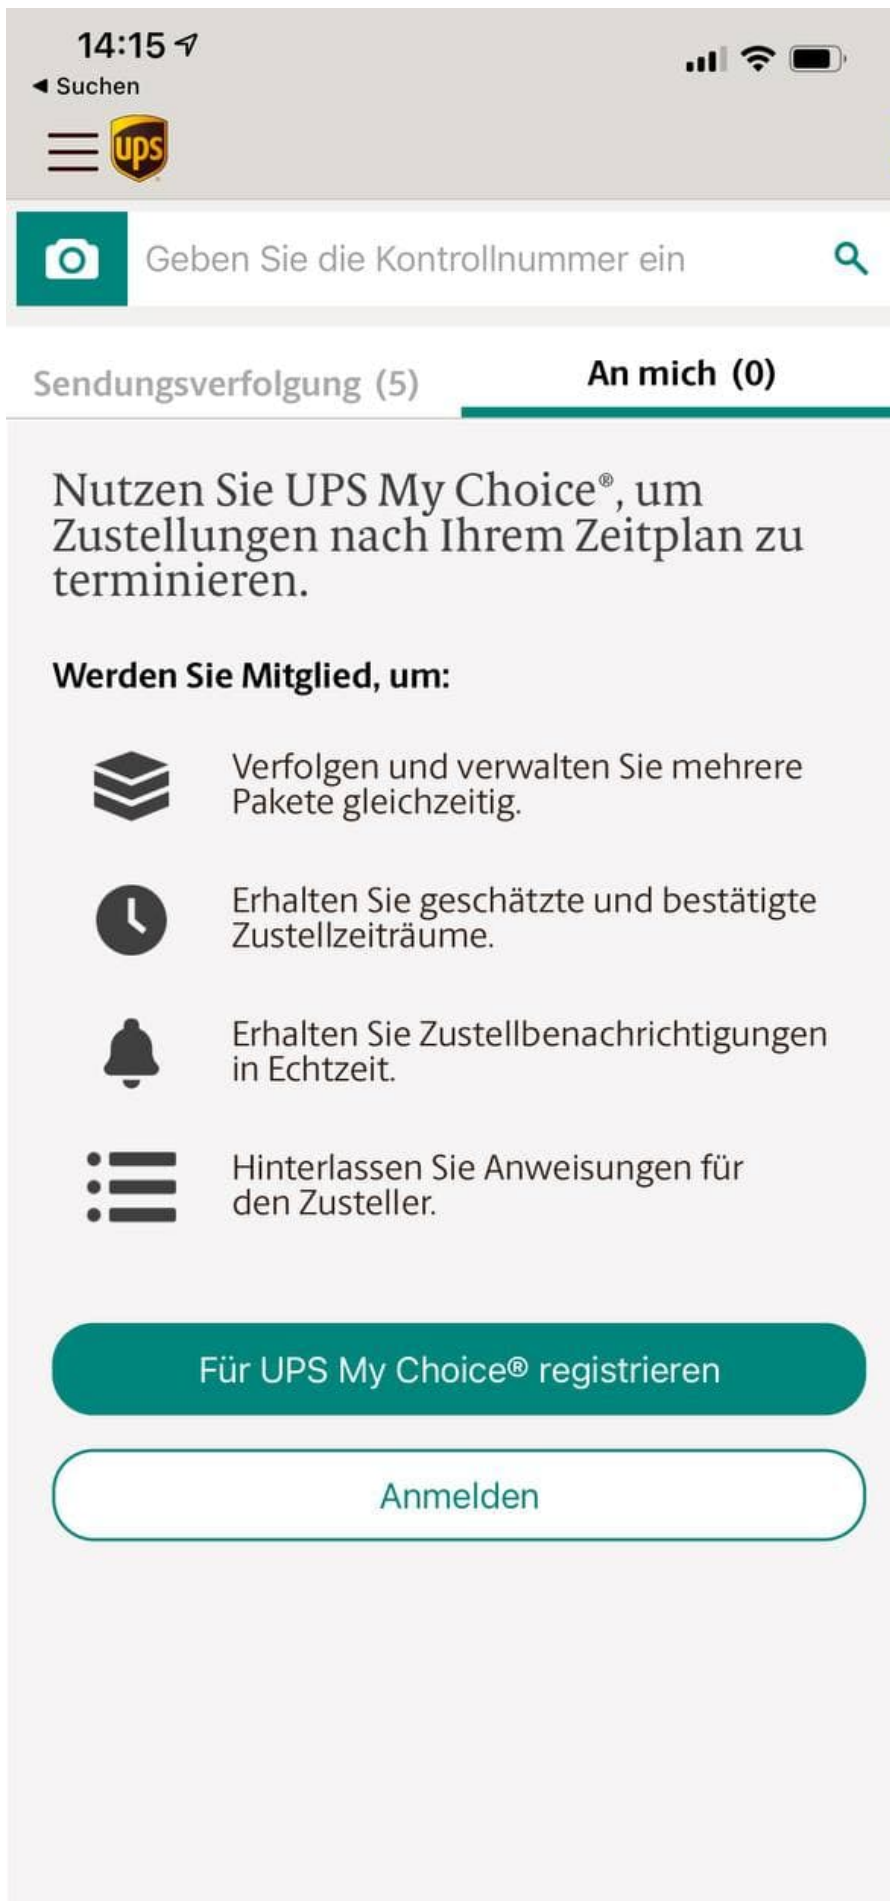 14:15
◀ Suchen
ups
Geben Sie die Kontrollnummer ein
Sendungsverfolgung (5)
An mich (0)
Nutzen Sie UPS My Choice®, um
Zustellungen nach Ihrem Zeitplan zu
terminieren.
Werden Sie Mitglied, um:
Verfolgen und verwalten Sie mehrere
Pakete gleichzeitig.
Erhalten Sie geschätzte und bestätigte
Zustellzeiträume.
Erhalten Sie Zustellbenachrichtigungen
in Echtzeit.
Hinterlassen Sie Anweisungen für
den Zusteller.
Für UPS My Choice® registrieren
Anmelden